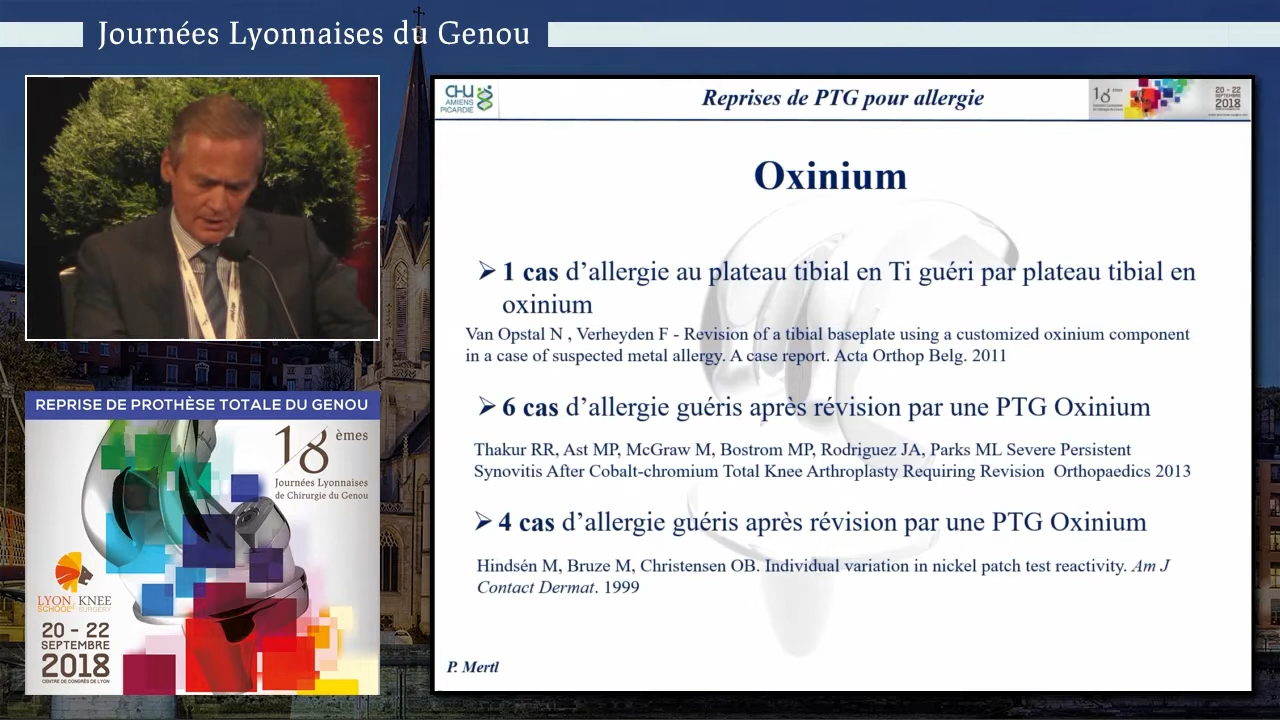 Journées Lyonnaises du Genou
CHU
AMIENS
PICARDIE
Reprises de PTG pour allergie
18 èmes
20 - 22
SEPTEMBRE
2018
Oxinium
➢ 1 cas d'allergie au plateau tibial en Ti guéri par plateau tibial en
oxinium
Van Opstal N , Verheyden F - Revision of a tibial baseplate using a customized oxinium component
in a case of suspected metal allergy. A case report. Acta Orthop Belg. 2011
➢ 6 cas d'allergie guéris après révision par une PTG Oxinium
Thakur RR, Ast MP, McGraw M, Bostrom MP, Rodriguez JA, Parks ML Severe Persistent
Synovitis After Cobalt-chromium Total Knee Arthroplasty Requiring Revision Orthopaedics 2013
➢ 4 cas d'allergie guéris après révision par une PTG Oxinium
Hindsén M, Bruze M, Christensen OB. Individual variation in nickel patch test reactivity. Am J
Contact Dermat. 1999
P. Mertl
REPRISE DE PROTHÈSE TOTALE DU GENOU
18 èmes
Journées Lyonnaises
de Chirurgie du Genou
LYON KNEE
SCHOOL OF SURGERY
20 - 22
SEPTEMBRE
2018
CENTRE DE CONGRÈS DE LYON